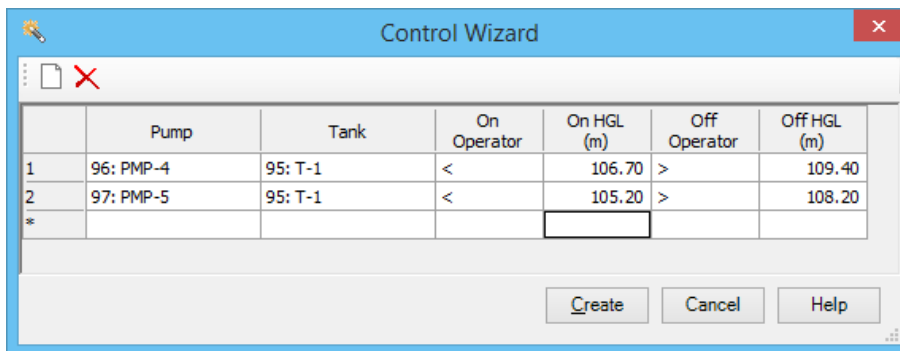 Control Wizard
Pump Tank On Operator On HGL (m) Off Operator Off HGL (m)
1 96: PMP-4 95: T-1 < 106.70 > 109.40
2 97: PMP-5 95: T-1 < 105.20 > 108.20
*
Create Cancel Help